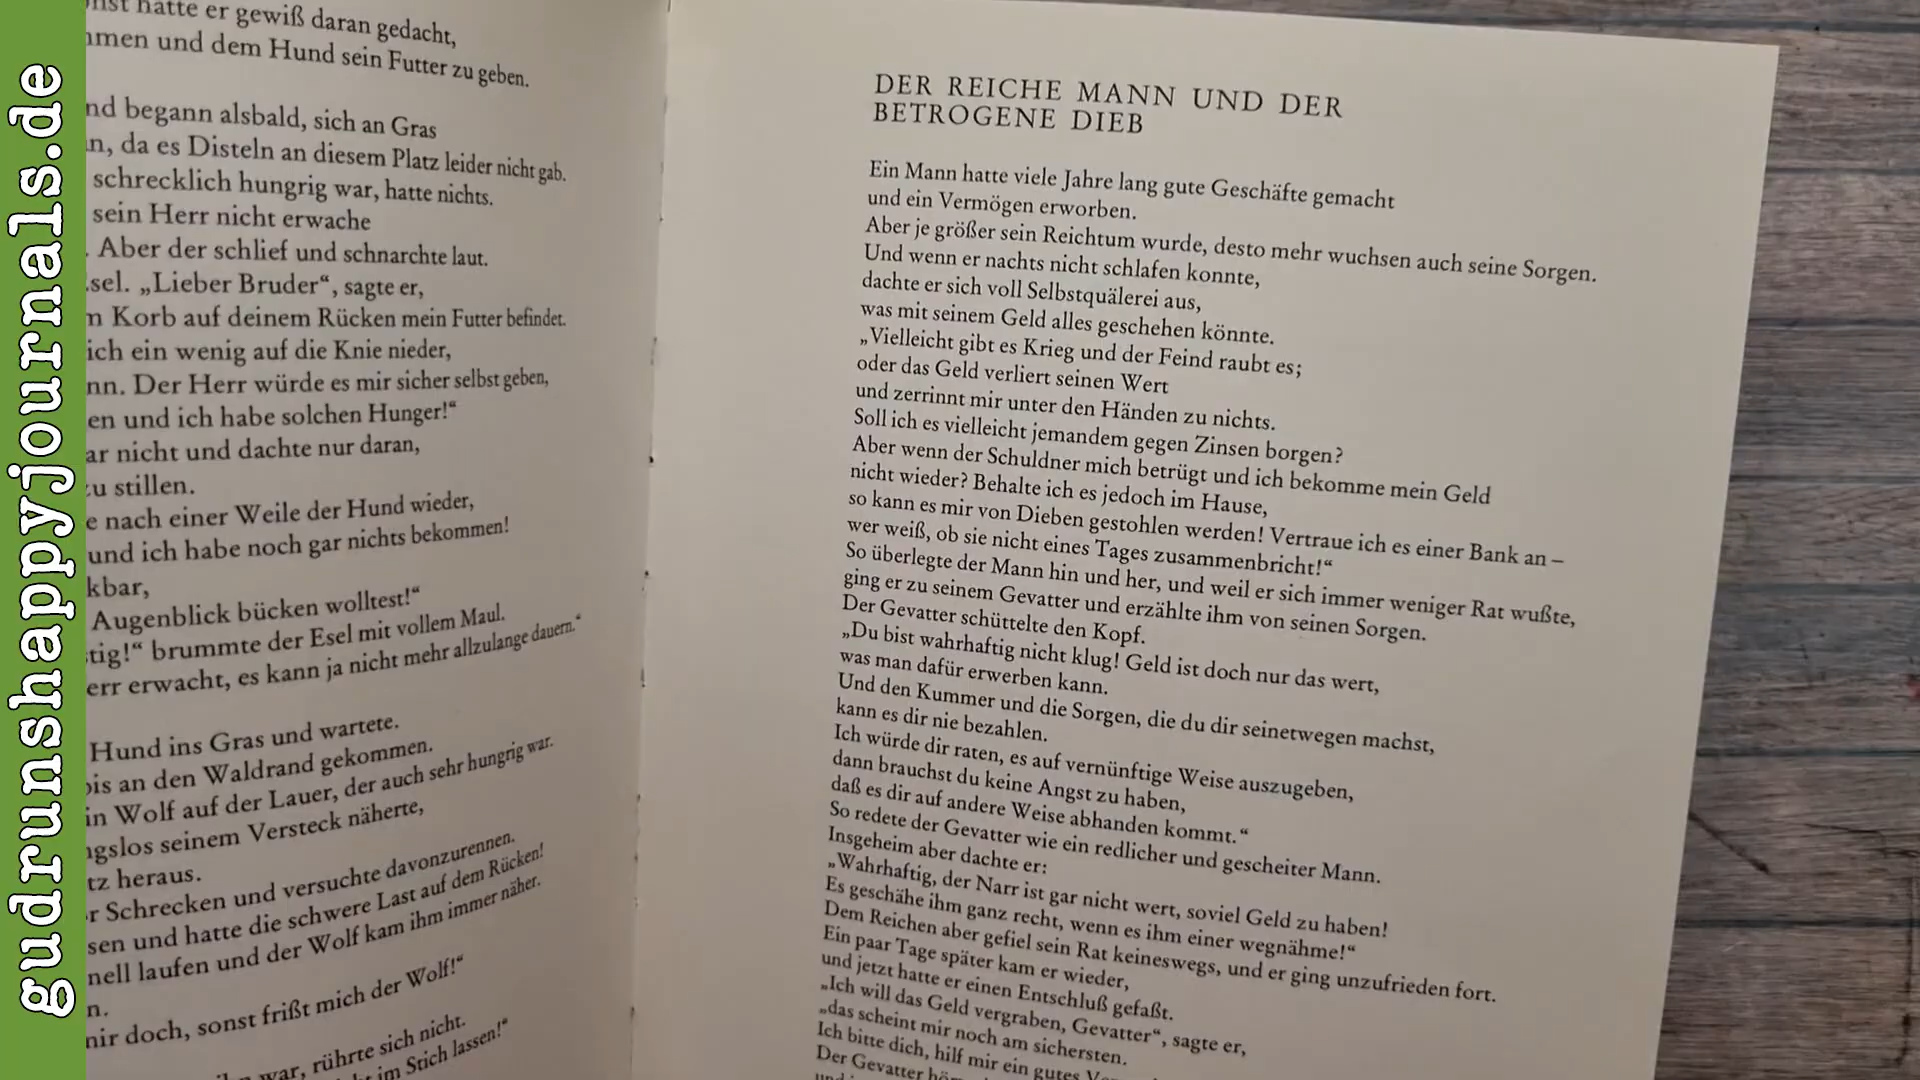 gudrunshappyjournals.de
hatte er gewiß daran gedacht,
und dem Hund sein Futter zu geben.
begann alsbald, sich an Gras
da es Disteln an diesem Platz leider nicht gab.
schrecklich hungrig war, hatte nichts.
sein Herr nicht erwache
. Aber der schlief und schnarchte laut.
„Lieber Bruder“, sagte er,
Korb auf deinem Rücken mein Futter befindet.
ich ein wenig auf die Knie nieder,
Der Herr würde es mir sicher selbst geben,
en und ich habe solchen Hunger!“
ar nicht und dachte nur daran,
zu stillen.
e nach einer Weile der Hund wieder,
und ich habe noch gar nichts bekommen!
kbar,
Augenblick bücken wolltest!“
tig!“ brummte der Esel mit vollem Maul.
err erwacht, es kann ja nicht mehr allzulange dauern.“
Hund ins Gras und wartete.
bis an den Waldrand gekommen.
in Wolf auf der Lauer, der auch sehr hungrig war.
ngslos seinem Versteck näherte,
tz heraus.
r Schrecken und versuchte davonzurennen.
sen und hatte die schwere Last auf dem Rücken!
nell laufen und der Wolf kam ihm immer näher.
n.
mir doch, sonst frißt mich der Wolf!“
war, rührte sich nicht.
im Stich lassen!“
DER REICHE MANN UND DER
BETROGENE DIEB
Ein Mann hatte viele Jahre lang gute Geschäfte gemacht
und ein Vermögen erworben.
Aber je größer sein Reichtum wurde, desto mehr wuchsen auch seine Sorgen.
Und wenn er nachts nicht schlafen konnte,
dachte er sich voll Selbstquälerei aus,
was mit seinem Geld alles geschehen könnte.
„Vielleicht gibt es Krieg und der Feind raubt es;
oder das Geld verliert seinen Wert
und zerrinnt mir unter den Händen zu nichts.
Soll ich es vielleicht jemandem gegen Zinsen borgen?
Aber wenn der Schuldner mich betrügt und ich bekomme mein Geld
nicht wieder? Behalte ich es jedoch im Hause,
so kann es mir von Dieben gestohlen werden! Vertraue ich es einer Bank an –
wer weiß, ob sie nicht eines Tages zusammenbricht!“
So überlegte der Mann hin und her, und weil er sich immer weniger Rat wußte,
ging er zu seinem Gevatter und erzählte ihm von seinen Sorgen.
Der Gevatter schüttelte den Kopf.
„Du bist wahrhaftig nicht klug! Geld ist doch nur das wert,
was man dafür erwerben kann.
Und den Kummer und die Sorgen, die du dir seinetwegen machst,
kann es dir nie bezahlen.
Ich würde dir raten, es auf vernünftige Weise auszugeben,
dann brauchst du keine Angst zu haben,
daß es dir auf andere Weise abhanden kommt.“
So redete der Gevatter wie ein redlicher und gescheiter Mann.
Insgeheim aber dachte er:
„Wahrhaftig, der Narr ist gar nicht wert, soviel Geld zu haben!
Es geschähe ihm ganz recht, wenn es ihm einer wegnähme!“
Dem Reichen aber gefiel sein Rat keineswegs, und er ging unzufrieden fort.
Ein paar Tage später kam er wieder,
und jetzt hatte er einen Entschluß gefaßt.
„Ich will das Geld vergraben, Gevatter“, sagte er,
„das scheint mir noch am sichersten.
Ich bitte dich, hilf mir ein gutes
Der Gevatter